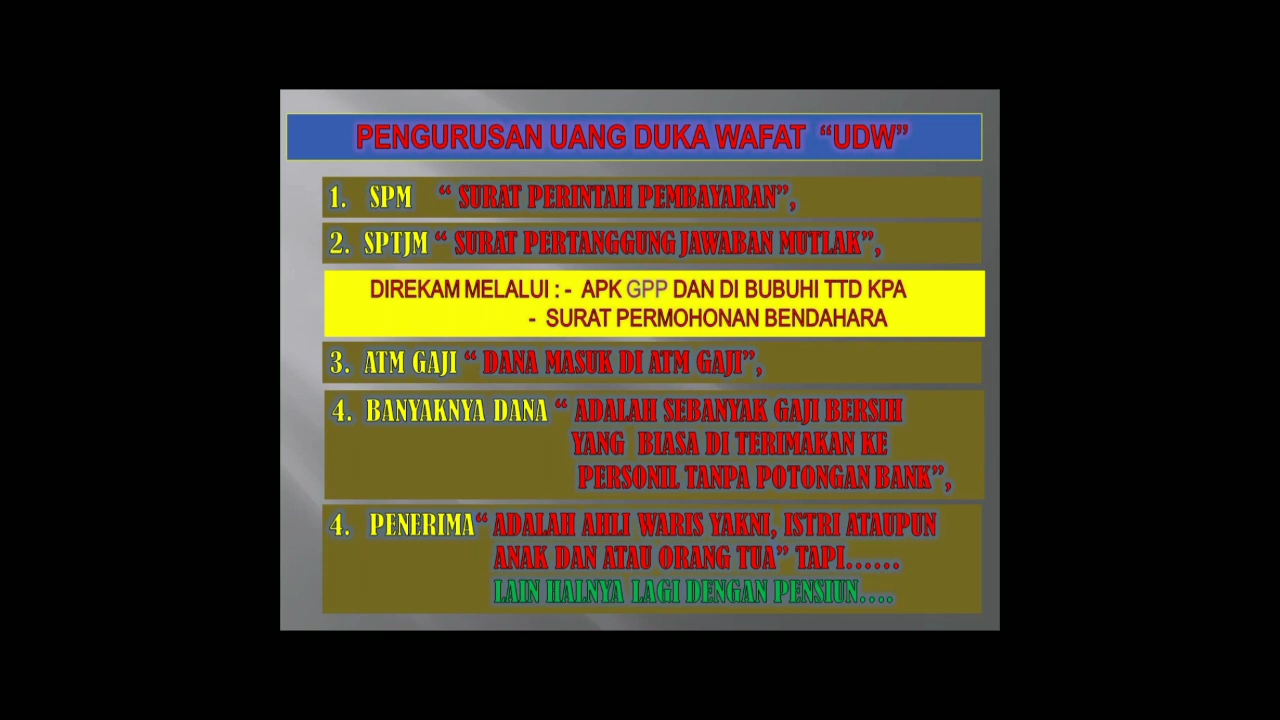 PENGURUSAN UANG DUKA WAFAT “UDW”
1. SPM “ SURAT PERINTAH PEMBAYARAN”,
2. SPTJM “ SURAT PERTANGGUNG JAWABAN MUTLAK”,
DIREKAM MELALUI : - APK GPP DAN DI BUBUHI TTD KPA
- SURAT PERMOHONAN BENDAHARA
3. ATM GAJI “ DANA MASUK DI ATM GAJI”,
4. BANYAKNYA DANA “ ADALAH SEBANYAK GAJI BERSIH
YANG BIASA DI TERIMAKAN KE
PERSONIL TANPA POTONGAN BANK”,
4. PENERIMA“ ADALAH AHLI WARIS YAKNI, ISTRI ATAUPUN
ANAK DAN ATAU ORANG TUA” TAPI……
LAIN HALNYA LAGI DENGAN PENSIUN….